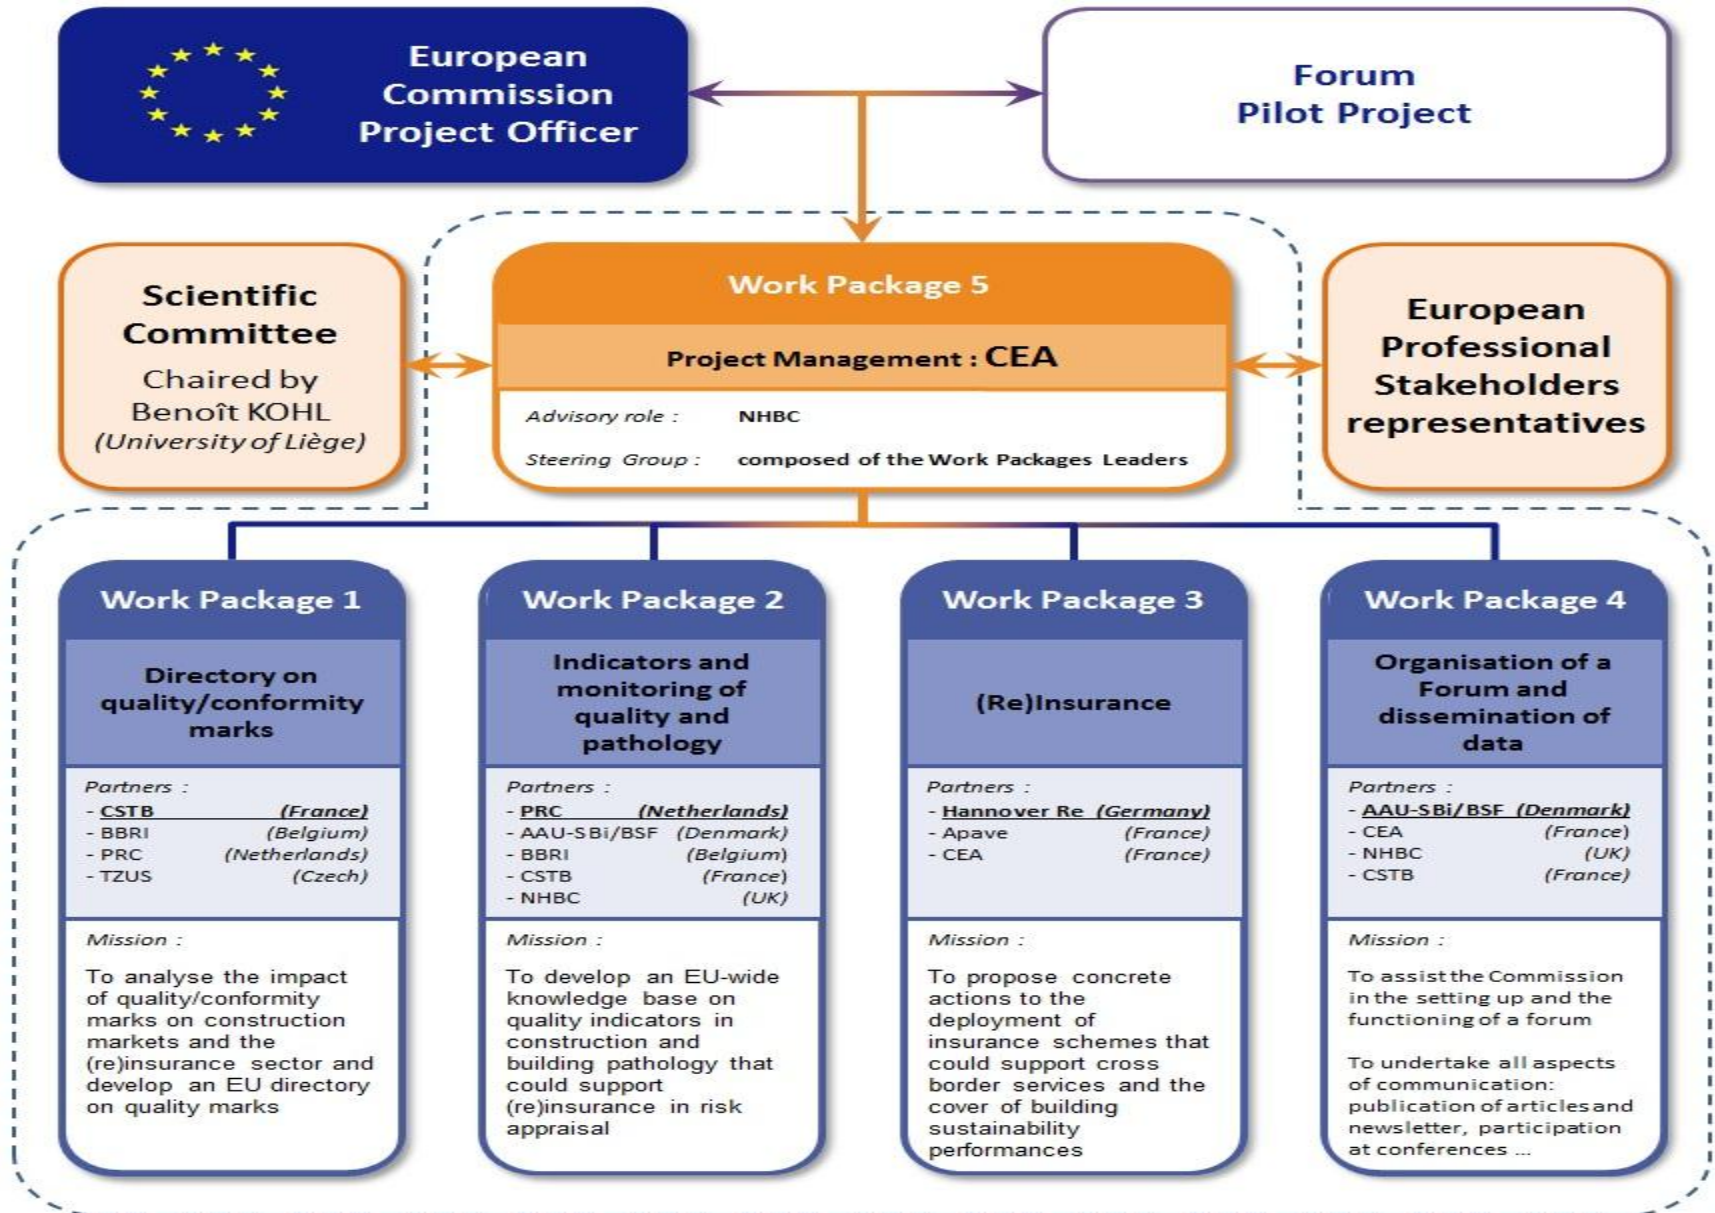 European
Commission
Project Officer
Forum
Pilot Project
Scientific
Committee
Chaired by
Benoît KOHL
(University of Liège)
Work Package 5
Project Management : CEA
Advisory role : NHBC
Steering Group : composed of the Work Packages Leaders
European
Professional
Stakeholders
representatives
Work Package 1
Directory on
quality/conformity
marks
Partners :
- CSTB (France)
- BBRI (Belgium)
- PRC (Netherlands)
- TZUS (Czech)
Mission :
To analyse the impact
of quality/conformity
marks on construction
markets and the
(re)insurance sector and
develop an EU directory
on quality marks
Work Package 2
Indicators and
monitoring of
quality and
pathology
Partners :
- PRC (Netherlands)
- AAU-SBi/BSF (Denmark)
- BBRI (Belgium)
- CSTB (France)
- NHBC (UK)
Mission :
To develop an EU-wide
knowledge base on
quality indicators in
construction and
building pathology that
could support
(re)insurance in risk
appraisal
Work Package 3
(Re)Insurance
Partners :
- Hannover Re (Germany)
- Apave (France)
- CEA (France)
Mission :
To propose concrete
actions to the
deployment of
insurance schemes that
could support cross
border services and the
cover of building
sustainability
performances
Work Package 4
Organisation of a
Forum and
dissemination of
data
Partners :
- AAU-SBi/BSF (Denmark)
- CEA (France)
- NHBC (UK)
- CSTB (France)
Mission :
To assist the Commission
in the setting up and the
functioning of a forum
To undertake all aspects
of communication:
publication of articles and
newsletter, participation
at conferences ...